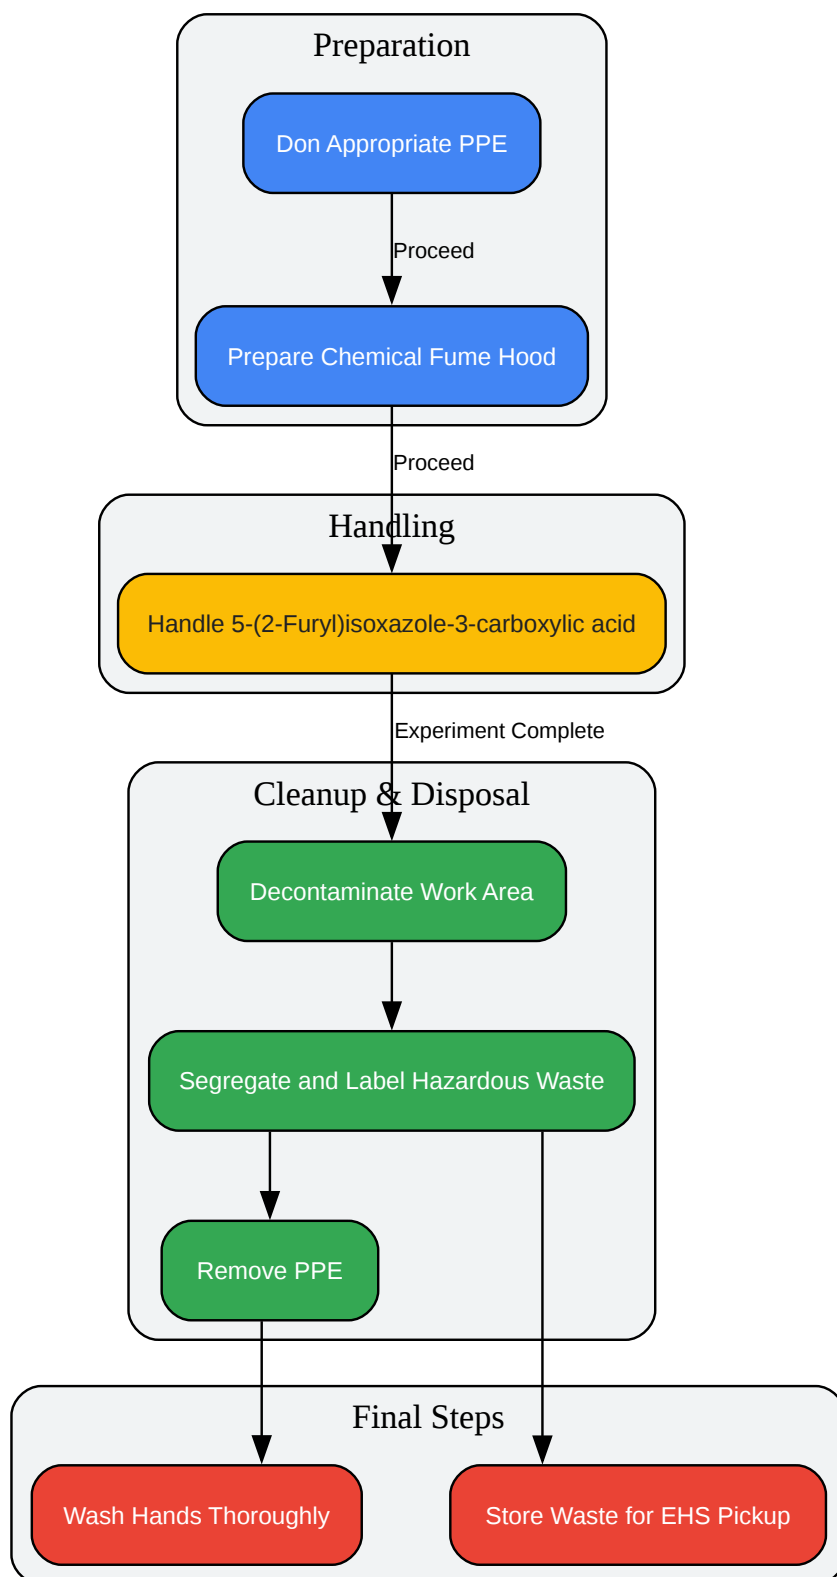 Preparation
Don Appropriate PPE
Proceed
Prepare Chemical Fume Hood
Proceed
Handling
Handle 5-(2-Furyl)isoxazole-3-carboxylic acid
Experiment Complete
Cleanup & Disposal
Decontaminate Work Area
Segregate and Label Hazardous Waste
Remove PPE
Final Steps
Wash Hands Thoroughly
Store Waste for EHS Pickup